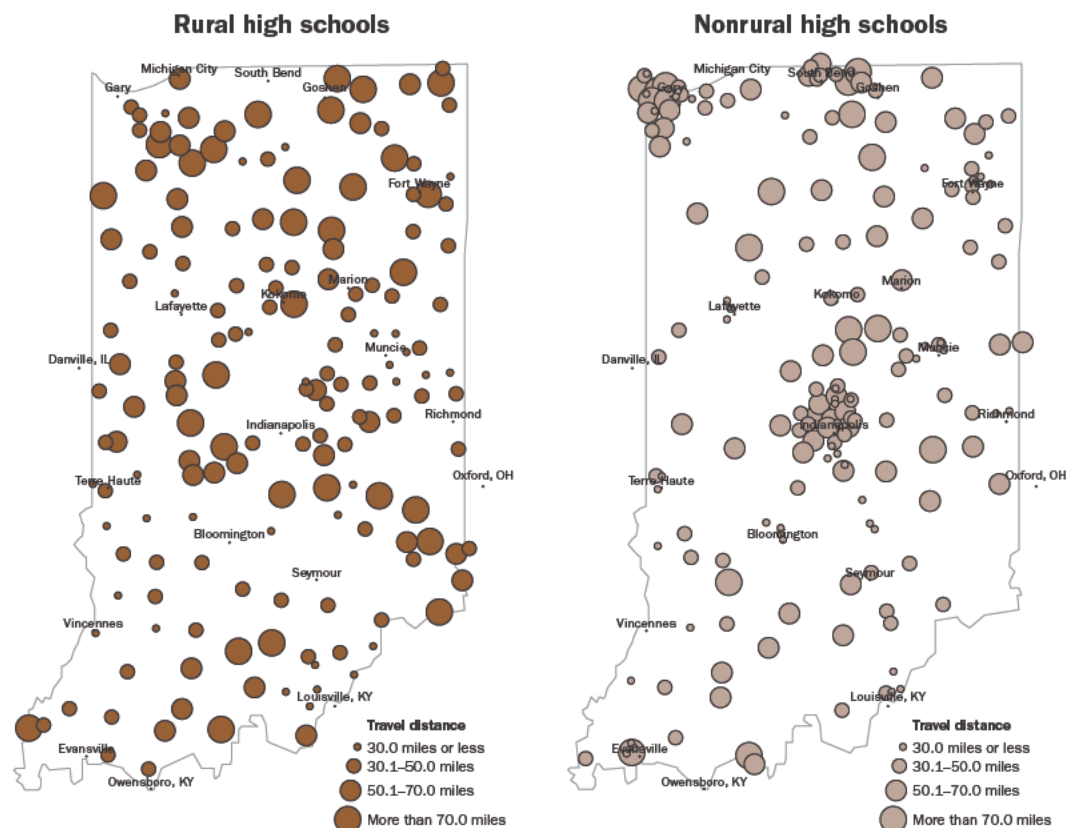 Rural high schools
Michigan City
South Bend
Gary
Goshen
Fort Wayne
Marion
Kokomo
Lafayette
Muncie
Danville, IL
Richmond
Indianapolis
Terre Haute
Oxford, OH
Bloomington
Seymour
Vincennes
Louisville, KY
Evansville
Owensboro, KY
Travel distance
30.0 miles or less
30.1–50.0 miles
50.1–70.0 miles
More than 70.0 miles
Nonrural high schools
Michigan City
South Bend
Gary
Goshen
Fort Wayne
Marion
Kokomo
Lafayette
Muncie
Danville, IL
Richmond
Indianapolis
Terre Haute
Oxford, OH
Bloomington
Seymour
Vincennes
Louisville, KY
Evansville
Owensboro, KY
Travel distance
30.0 miles or less
30.1–50.0 miles
50.1–70.0 miles
More than 70.0 miles